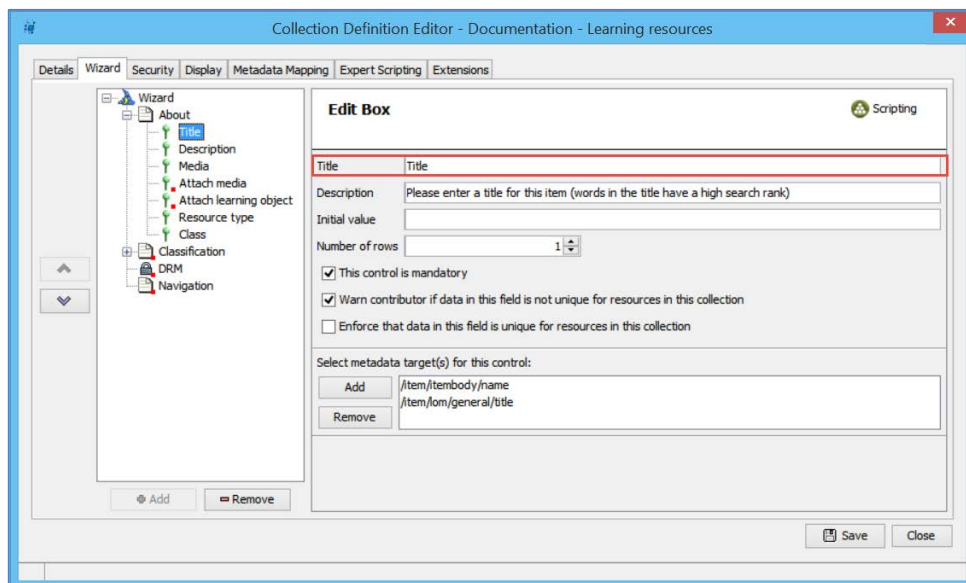 Collection Definition Editor - Documentation - Learning resources
Details Wizard Security Display Metadata Mapping Expert Scripting Extensions
Wizard
About
Title
Description
Media
Attach media
Attach learning object
Resource type
Class
Classification
DRM
Navigation
Add Remove
Edit Box Scripting
Title Title
Description Please enter a title for this item (words in the title have a high search rank)
Initial value
Number of rows 1
This control is mandatory
Warn contributor if data in this field is not unique for resources in this collection
Enforce that data in this field is unique for resources in this collection
Select metadata target(s) for this control:
Add
Remove
/item/itembody/name
/item/lom/general/title
Save Close